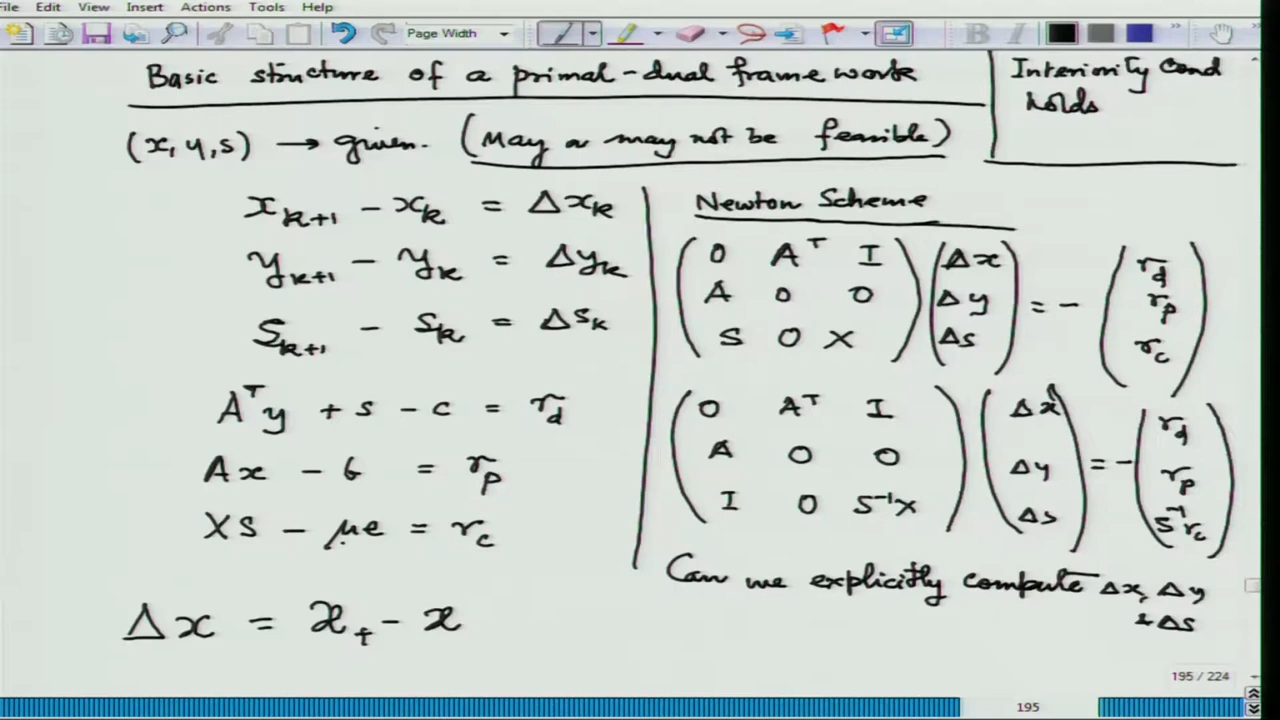 File Edit View Insert Actions Tools Help
Page Width
B I
Basic structure of a primal-dual framework
Interiority Cond
holds
(x, y, s) → given. (May or may not be feasible)
x_{k+1} - x_k = Δx_k
y_{k+1} - y_k = Δy_k
s_{k+1} - s_k = Δs_k
A^T y + s - c = r_d
Ax - b = r_p
XS - μe = r_c
Δx = x_+ - x
Newton Scheme
( 0 A^T I ) ( Δx ) ( r_d )
( A 0 0 ) ( Δy ) = - ( r_p )
( S 0 X ) ( Δs ) ( r_c )
( 0 A^T I ) ( Δx ) ( r_d )
( A 0 0 ) ( Δy ) = - ( r_p )
( I 0 S^{-1}X ) ( Δs ) ( S^{-1}r_c )
Can we explicitly compute Δx, Δy
& Δs
195 / 224
195